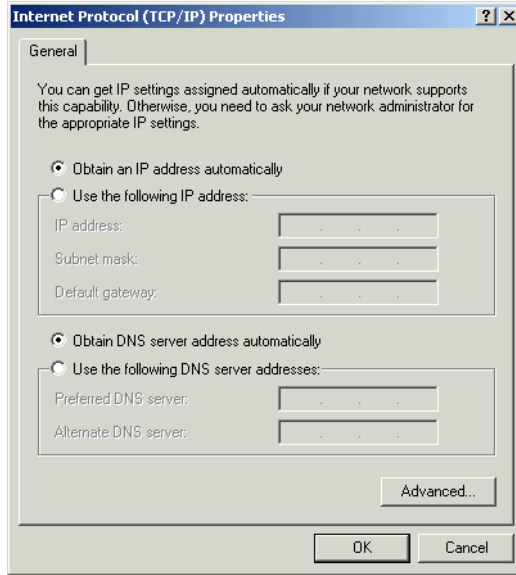 Internet Protocol (TCP/IP) Properties
General
You can get IP settings assigned automatically if your network supports
this capability. Otherwise, you need to ask your network administrator for
the appropriate IP settings.
Obtain an IP address automatically
Use the following IP address:
IP address:
Subnet mask:
Default gateway:
Obtain DNS server address automatically
Use the following DNS server addresses:
Preferred DNS server:
Alternate DNS server:
Advanced...
OK Cancel